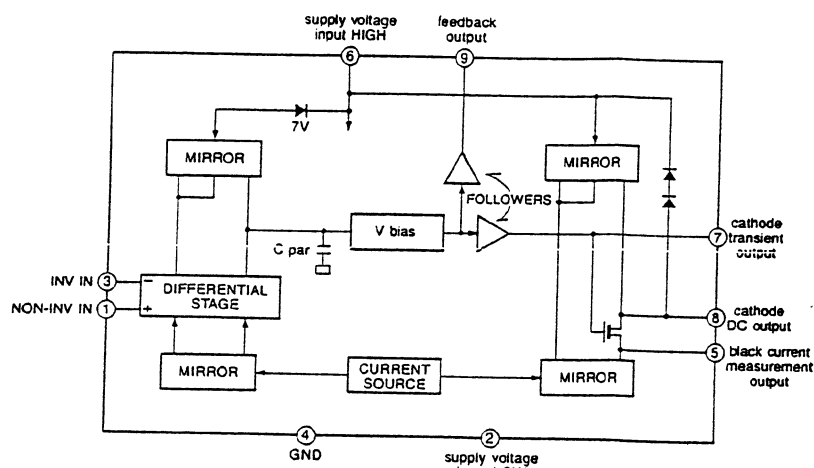 supply voltage
input HIGH
feedback
output
6
9
7V
MIRROR
MIRROR
FOLLOWERS
V bias
C par
7
cathode
transient
output
INV IN
3
−
DIFFERENTIAL
STAGE
NON-INV IN
1
+
8
cathode
DC output
5
black current
measurement
output
MIRROR
CURRENT
SOURCE
MIRROR
4
GND
2
supply voltage